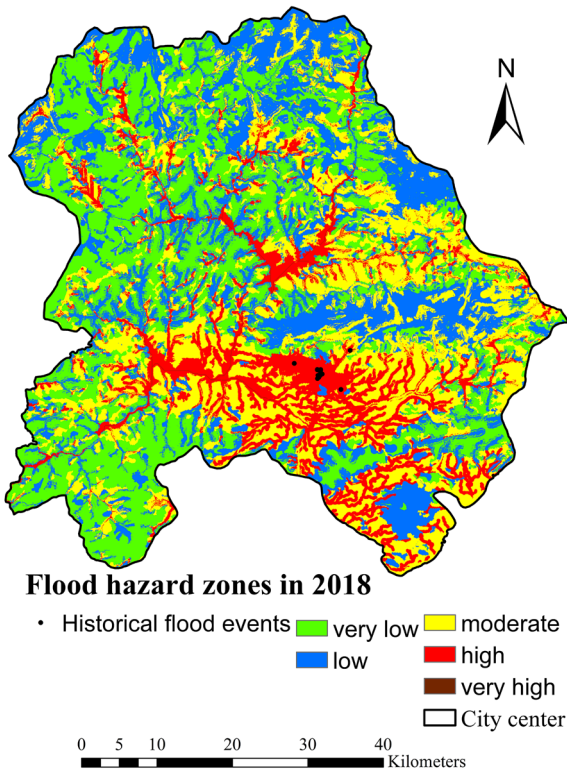 N
Flood hazard zones in 2018
• Historical flood events
very low
low
moderate
high
very high
City center
0 5 10 20 30 40
Kilometers